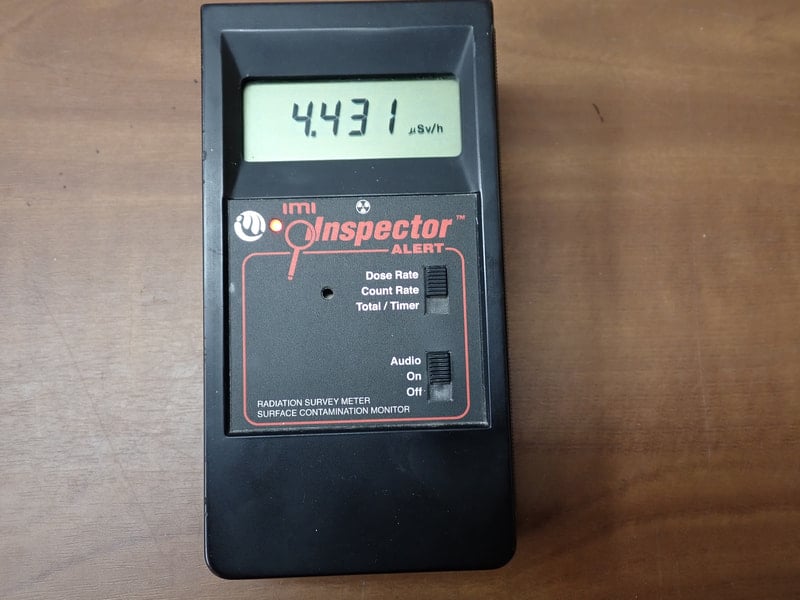 4.431 µSv/h
imi
Inspector™
ALERT
Dose Rate
Count Rate
Total / Timer
Audio
On
Off
RADIATION SURVEY METER
SURFACE CONTAMINATION MONITOR